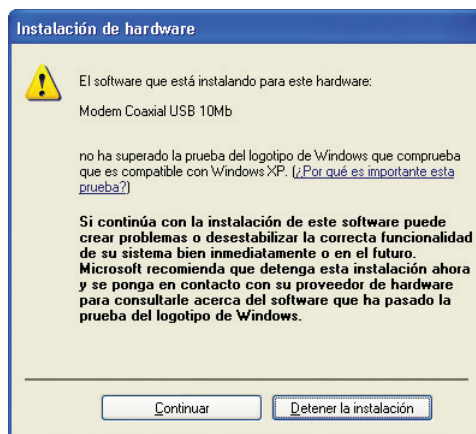 Instalación de hardware
El software que está instalando para este hardware:
Modem Coaxial USB 10Mb
no ha superado la prueba del logotipo de Windows que comprueba
que es compatible con Windows XP. (¿Por qué es importante esta
prueba?)
Si continúa con la instalación de este software puede
crear problemas o desestabilizar la correcta funcionalidad
de su sistema bien inmediatamente o en el futuro.
Microsoft recomienda que detenga esta instalación ahora
y se ponga en contacto con su proveedor de hardware
para consultarle acerca del software que ha pasado la
prueba del logotipo de Windows.
Continuar
Detener la instalación